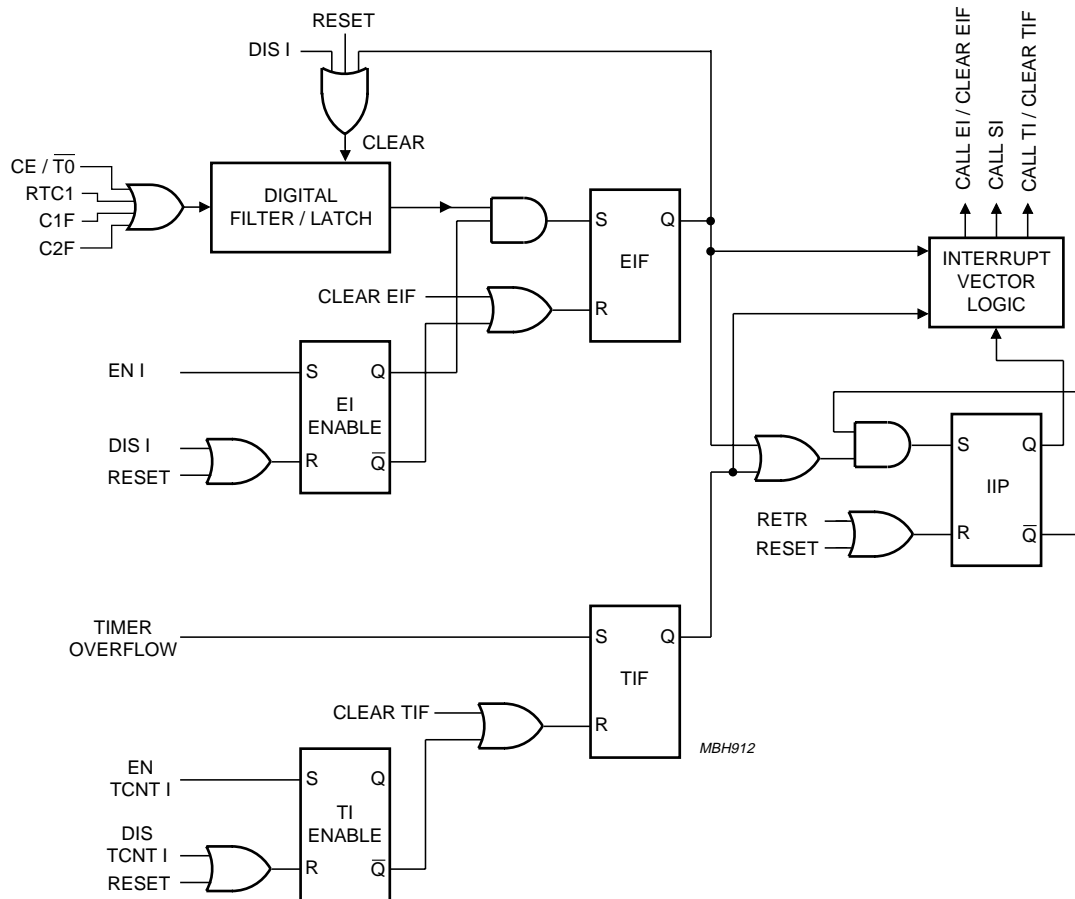 RESET
DIS I
CLEAR
CALL EI / CLEAR EIF
CALL SI
CALL TI / CLEAR TIF
CE / T̅0̅
RTC1
C1F
C2F
DIGITAL
FILTER / LATCH
S
Q
EIF
R
CLEAR EIF
INTERRUPT
VECTOR
LOGIC
EN I
S
Q
EI
ENABLE
R
Q̅
DIS I
RESET
S
Q
IIP
R
Q̅
RETR
RESET
TIMER
OVERFLOW
S
Q
TIF
R
CLEAR TIF
MBH912
EN
TCNT I
S
Q
TI
ENABLE
R
Q̅
DIS
TCNT I
RESET